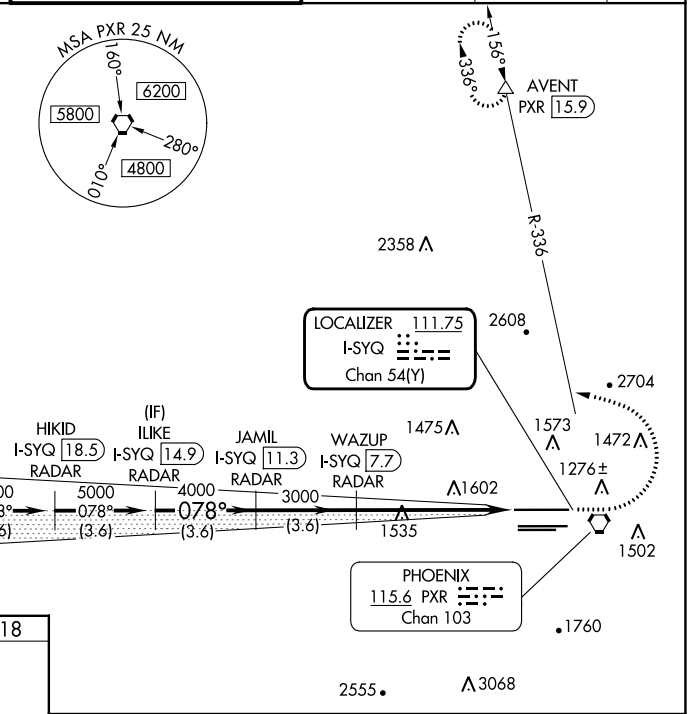 MSA PXR 25 NM
160°
6200
5800
280°
4800
010°
156°
336°
AVENT
PXR 15.9
R-336
2358
LOCALIZER 111.75
I-SYQ
Chan 54(Y)
2608
2704
HIKID
I-SYQ 18.5
RADAR
(IF)
ILIKE
I-SYQ 14.9
RADAR
JAMIL
I-SYQ 11.3
RADAR
WAZUP
I-SYQ 7.7
RADAR
1475
1573
1472
1276±
1602
00
5000
4000
3000
8°
078°
078°
6)
(3.6)
(3.6)
(3.6)
1535
1502
PHOENIX
115.6 PXR
Chan 103
1760
18
2555
3068